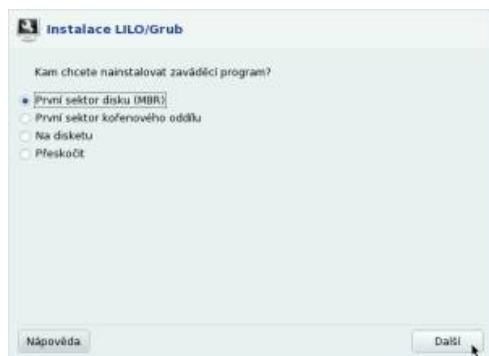 Instalace LILO/Grub
Kam chcete nainstalovat zaváděcí program?
První sektor disku (MBR)
První sektor kořenového oddílu
Na disketu
Přeskočit
Nápověda
Další